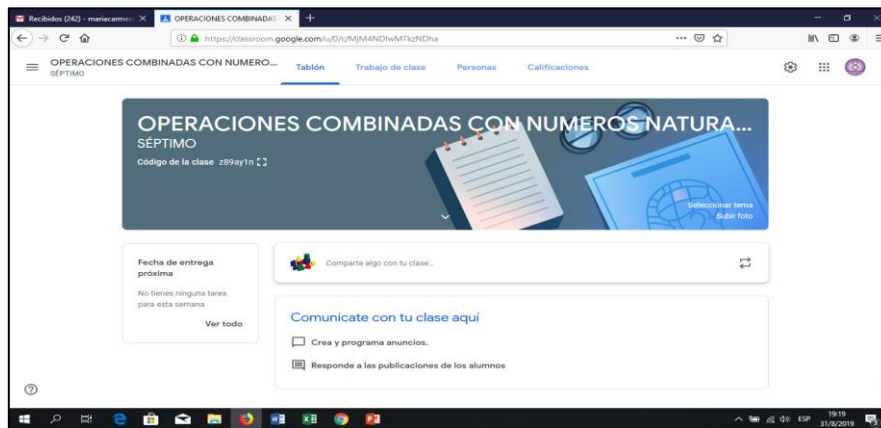 Recibidos (242) - mariacarmen
OPERACIONES COMBINADAS
https://classroom.google.com/u/0/c/MjM4NDIwMTkzNDha
OPERACIONES COMBINADAS CON NUMERO...
SÉPTIMO
Tablón
Trabajo de clase
Personas
Calificaciones
OPERACIONES COMBINADAS CON NUMEROS NATURA...
SÉPTIMO
Código de la clase z89ay1n
Seleccionar tema
Subir foto
Fecha de entrega
próxima
No tienes ninguna tarea
para esta semana
Ver todo
Comparte algo con tu clase...
Comunícate con tu clase aquí
Crea y programa anuncios.
Responde a las publicaciones de los alumnos
ESP
19:19
31/8/2019